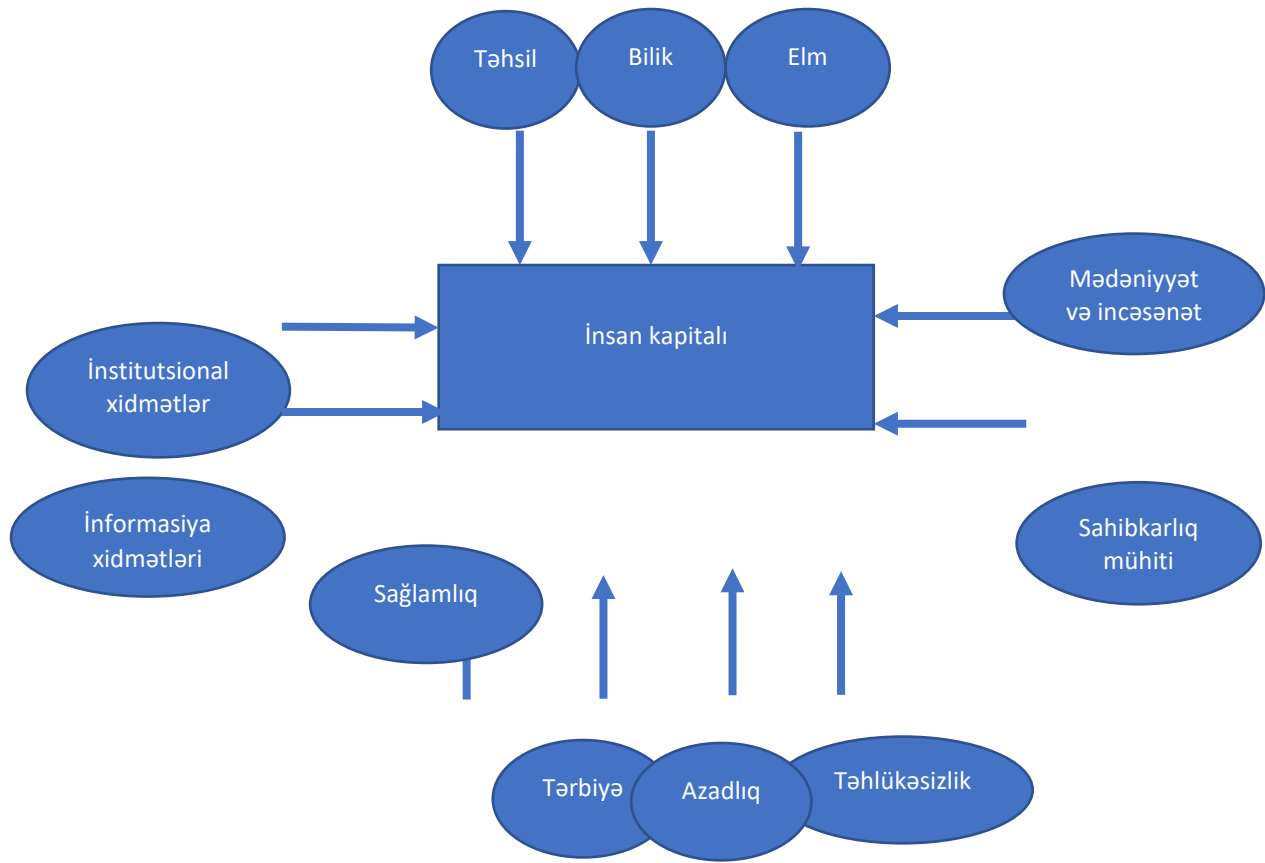 Təhsil
Bilik
Elm
Mədəniyyət
və incəsənət
İnsan kapitalı
İnstitutsional
xidmətlər
İnformasiya
xidmətləri
Sahibkarlıq
mühiti
Sağlamlıq
Tərbiyə
Azadlıq
Təhlükəsizlik